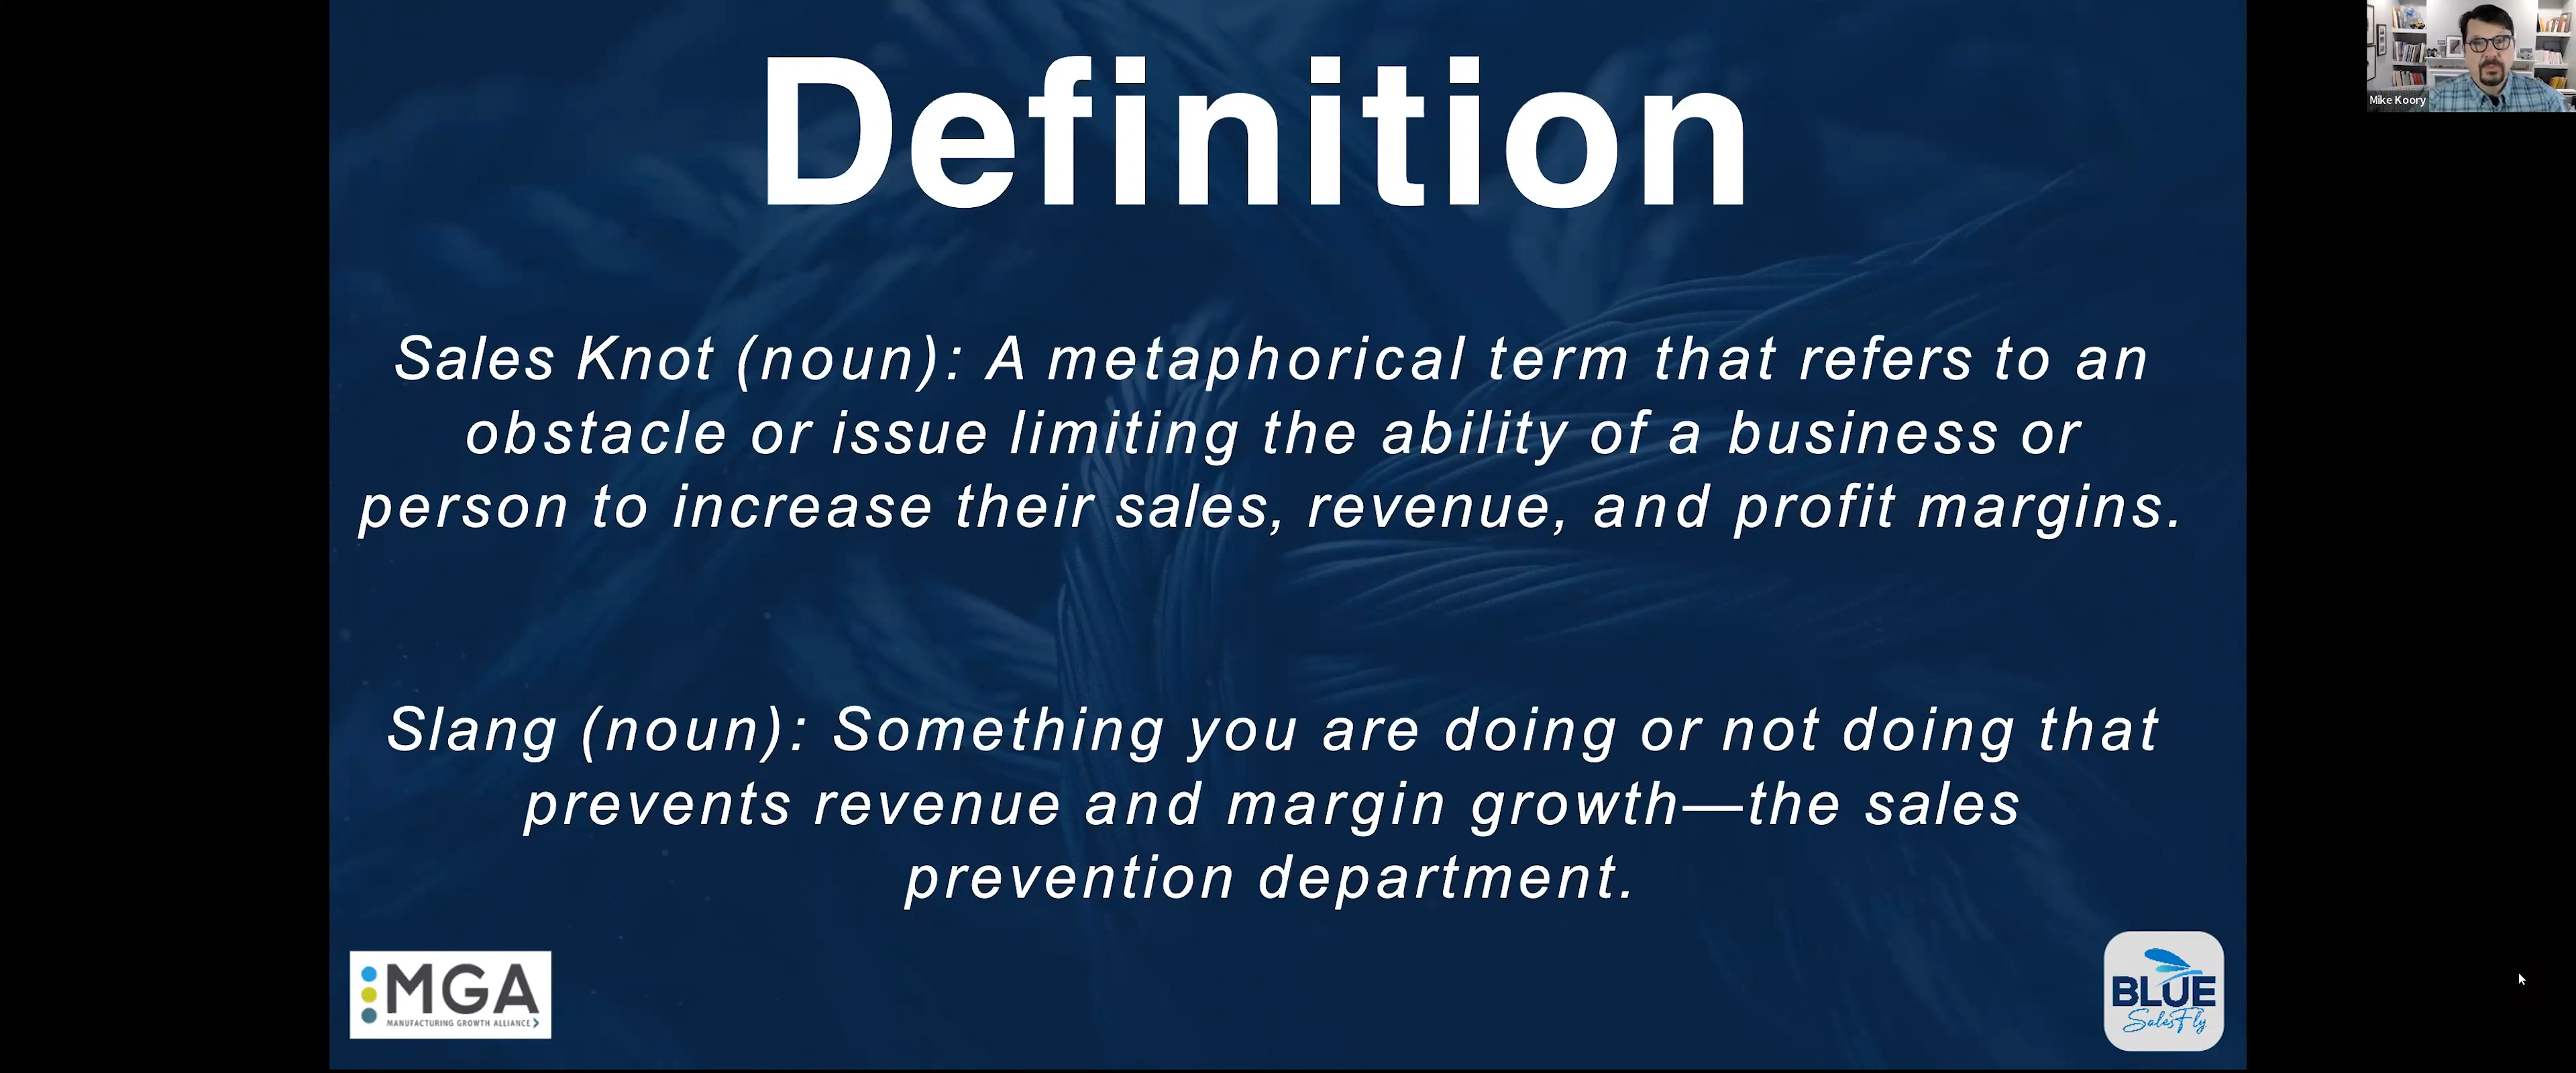 Definition
Mike Koory
Sales Knot (noun): A metaphorical term that refers to an
obstacle or issue limiting the ability of a business or
person to increase their sales, revenue, and profit margins.
Slang (noun): Something you are doing or not doing that
prevents revenue and margin growth—the sales
prevention department.
MGA
MANUFACTURING GROWTH ALLIANCE
BLUE
SalesFly